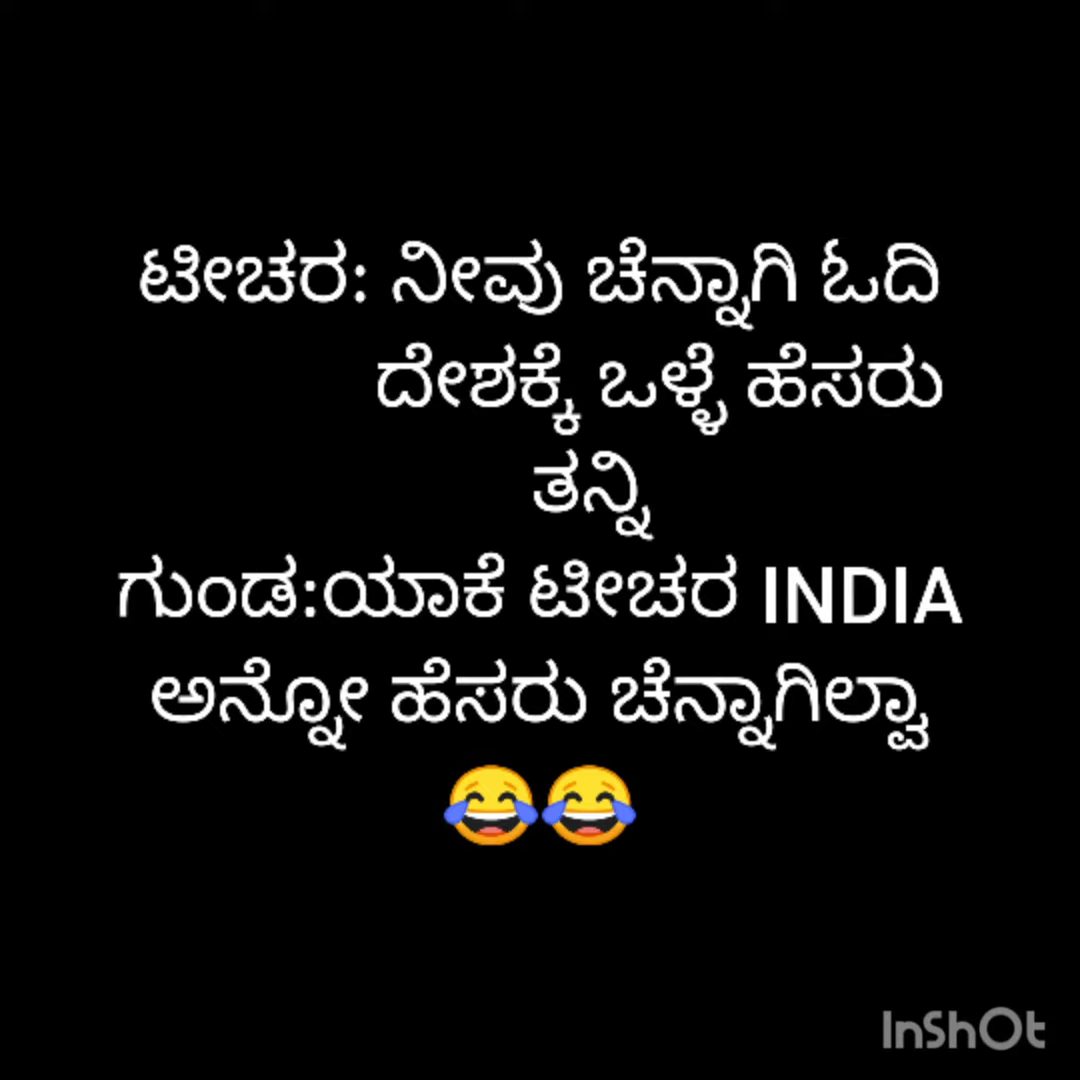 ಟೀಚರ: ನೀವು ಚೆನ್ನಾಗಿ ಓದಿ
ದೇಶಕ್ಕೆ ಒಳ್ಳೆ ಹೆಸರು
ತನ್ನಿ
ಗುಂಡ:ಯಾಕೆ ಟೀಚರ INDIA
ಅನ್ನೋ ಹೆಸರು ಚೆನ್ನಾಗಿಲ್ವಾ
😂😂
InShOt